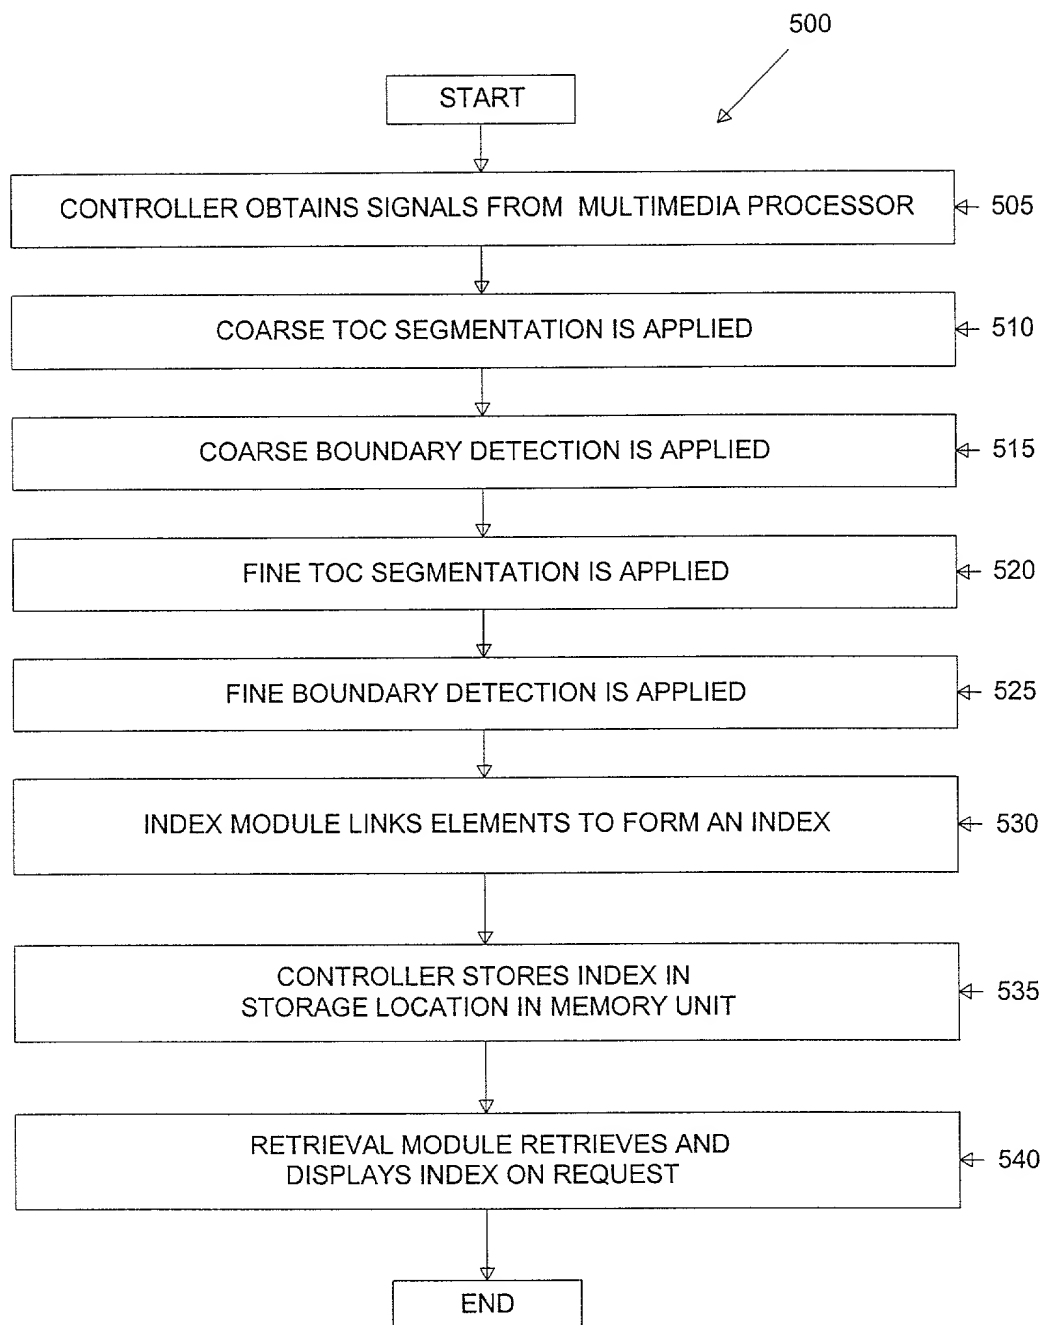 500
START
CONTROLLER OBTAINS SIGNALS FROM MULTIMEDIA PROCESSOR
505
COARSE TOC SEGMENTATION IS APPLIED
510
COARSE BOUNDARY DETECTION IS APPLIED
515
FINE TOC SEGMENTATION IS APPLIED
520
FINE BOUNDARY DETECTION IS APPLIED
525
INDEX MODULE LINKS ELEMENTS TO FORM AN INDEX
530
CONTROLLER STORES INDEX IN
STORAGE LOCATION IN MEMORY UNIT
535
RETRIEVAL MODULE RETRIEVES AND
DISPLAYS INDEX ON REQUEST
540
END